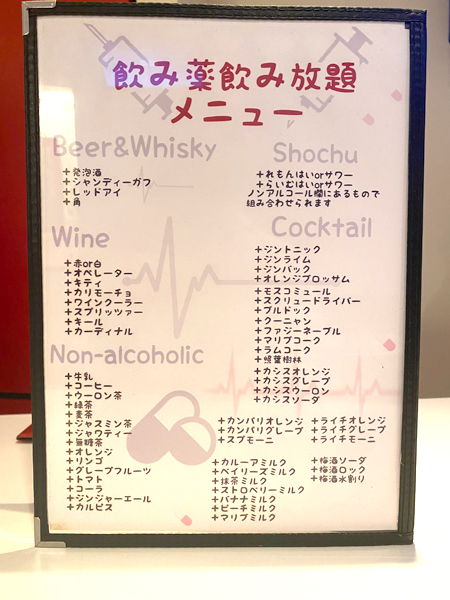 飲み薬飲み放題
メニュー
Beer&Whisky
+発泡酒
+シャンディーガフ
+レッドアイ
+角
Wine
+赤or白
+オペレーター
+キティ
+カリモーチョ
+ワインクーラー
+スプリッツァー
+キール
+カーディナル
Non-alcoholic
+牛乳
+コーヒー
+ウーロン茶
+緑茶
+麦茶
+ジャスミン茶
+ジャワティー
+無糖茶
+オレンジ
+リンゴ
+グレープフルーツ
+トマト
+コーラ
+ジンジャーエール
+カルピス
Shochu
+れもんはいorサワー
+らいむはいorサワー
ノンアルコール欄にあるもので
組み合わせられます
Cocktail
+ジントニック
+ジンライム
+ジンバック
+オレンジブロッサム
+モスコミュール
+スクリュードライバー
+ブルドック
+クーニャン
+ファジーネーブル
+マリブコーク
+ラムコーク
+照葉樹林
+カシスオレンジ
+カシスグレープ
+カシスウーロン
+カシスソーダ
+カンパリオレンジ
+カンパリグレープ
+スプモーニ
+ライチオレンジ
+ライチグレープ
+ライチモーニ
+カルーアミルク
+ベイリーズミルク
+抹茶ミルク
+ストロベリーミルク
+バナナミルク
+ピーチミルク
+マリブミルク
+梅酒ソーダ
+梅酒ロック
+梅酒水割り